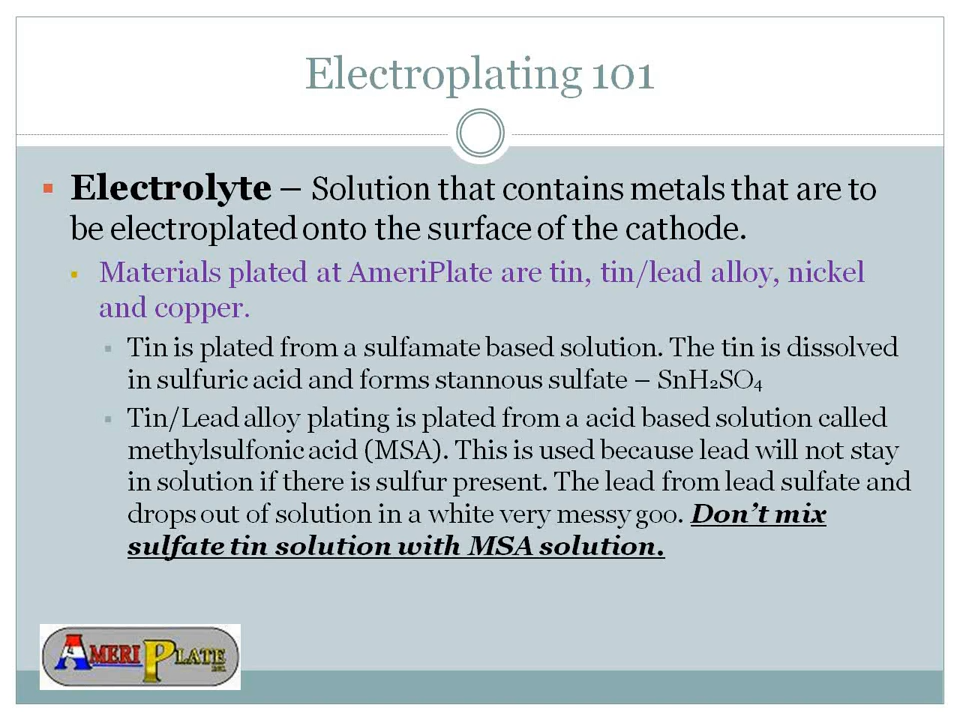 Electroplating 101
▪ Electrolyte – Solution that contains metals that are to
be electroplated onto the surface of the cathode.
▪ Materials plated at AmeriPlate are tin, tin/lead alloy, nickel
and copper.
▪ Tin is plated from a sulfamate based solution. The tin is dissolved
in sulfuric acid and forms stannous sulfate – SnH₂SO₄
▪ Tin/Lead alloy plating is plated from a acid based solution called
methylsulfonic acid (MSA). This is used because lead will not stay
in solution if there is sulfur present. The lead from lead sulfate and
drops out of solution in a white very messy goo. Don’t mix
sulfate tin solution with MSA solution.
AMERI PLATE INC.